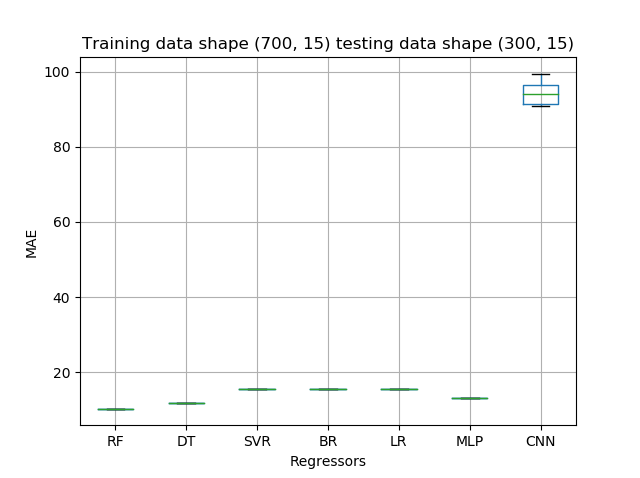 Training data shape (700, 15) testing data shape (300, 15)
100
80
60
40
20
MAE
RF DT SVR BR LR MLP CNN
Regressors